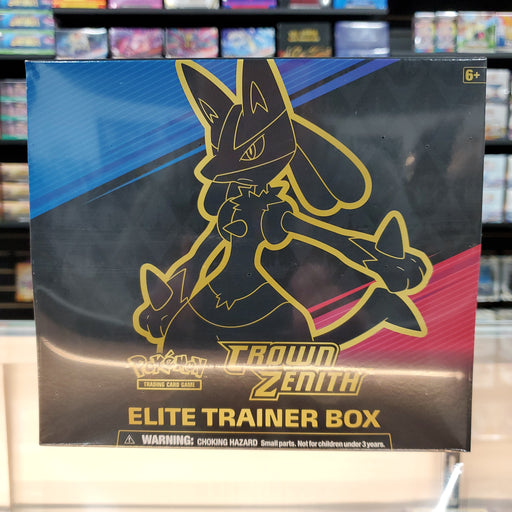 6+
Pokémon
TRADING CARD GAME
CROWN
ZENITH
ELITE TRAINER BOX
WARNING: CHOKING HAZARD Small parts. Not for children under 3 years.